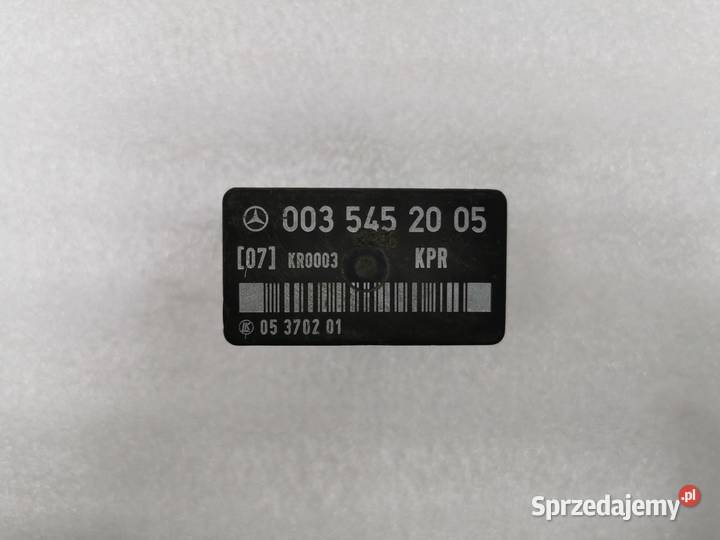 003 545 20 05
[07] KR0003 KPR
05 3702 01
Sprzedajemy.pl